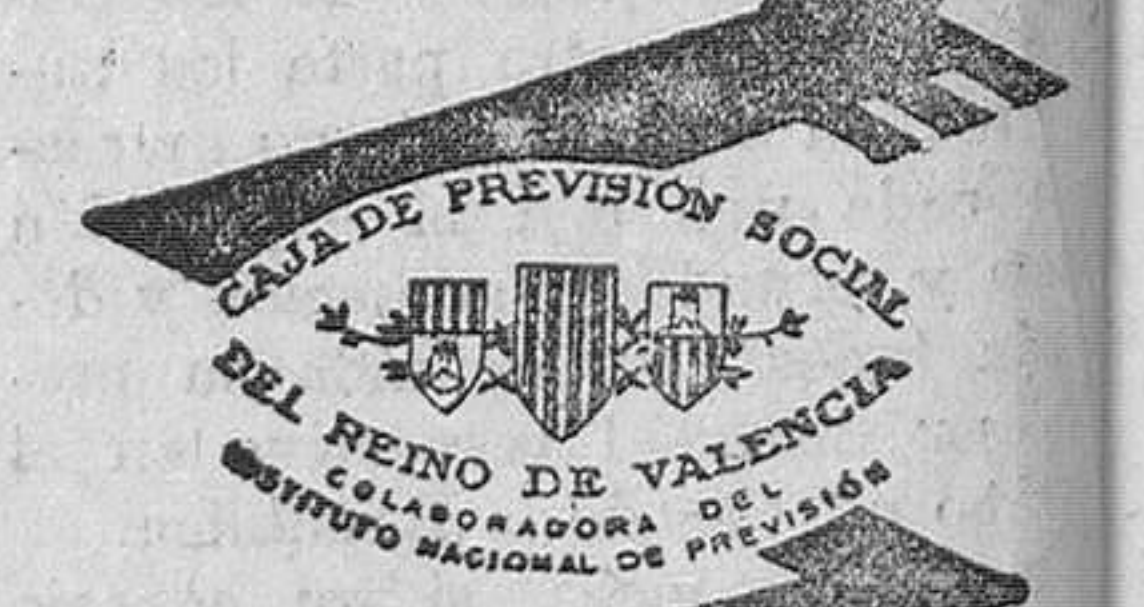 CAJA DE PREVISIÓN SOCIAL
DEL REINO DE VALENCIA
COLABORADORA DEL
INSTITUTO NACIONAL DE PREVISIÓN